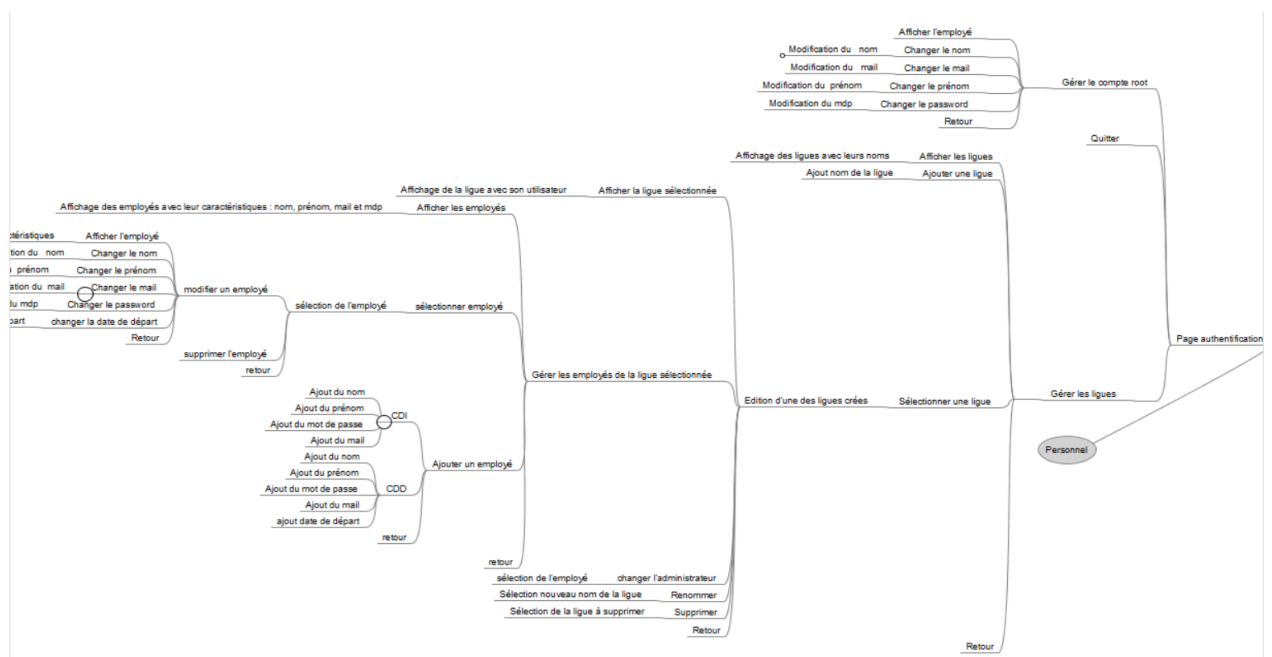 Afficher l'employé
Modification du nom Changer le nom
Modification du mail Changer le mail
Modification du prénom Changer le prénom
Modification du mdp Changer le password
Retour
Gérer le compte root
Quitter
Affichage des ligues avec leurs noms Afficher les ligues
Ajout nom de la ligue Ajouter une ligue
Affichage de la ligue avec son utilisateur Afficher la ligue sélectionnée
Affichage des employés avec leur caractéristiques : nom, prénom, mail et mdp Afficher les employés
Afficher l'employé
tion du nom Changer le nom
prénom Changer le prénom
ation du mail Changer le mail
du mdp Changer le password
part changer la date de départ
Retour
modifier un employé
supprimer l'employé
retour
sélection de l'employé sélectionner employé
Gérer les employés de la ligue sélectionnée
Ajout du nom
Ajout du prénom
Ajout du mot de passe
Ajout du mail
CDI
Ajout du nom
Ajout du prénom
Ajout du mot de passe
Ajout du mail
ajout date de départ
CDD
Ajouter un employé
retour
retour
sélection de l'employé changer l'administrateur
Sélection nouveau nom de la ligue Renommer
Sélection de la ligue à supprimer Supprimer
Retour
Edition d'une des ligues crées Sélectionner une ligue
Gérer les ligues
Page authentification
Personnel
Retour